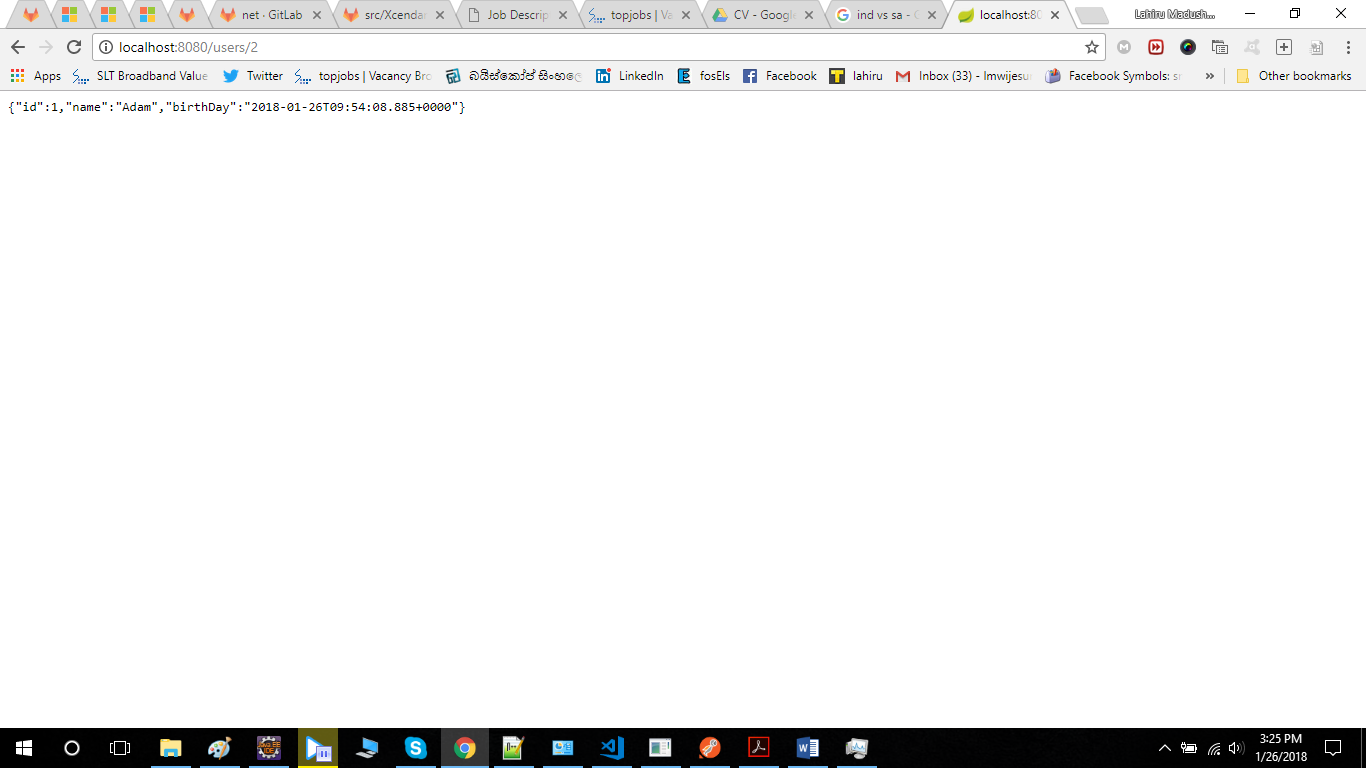 net · GitLab
src/Xcendar
Job Descrip
topjobs | Va
CV - Google
ind vs sa - G
localhost:80
Lahiru Madush...
localhost:8080/users/2
Apps
SLT Broadband Value
Twitter
topjobs | Vacancy Bro
බයිස්කෝප් සිංහලෙ
LinkedIn
fosEls
Facebook
lahiru
Inbox (33) - lmwijesu
Facebook Symbols: sr
»
Other bookmarks
{"id":1,"name":"Adam","birthDay":"2018-01-26T09:54:08.885+0000"}
3:25 PM
1/26/2018